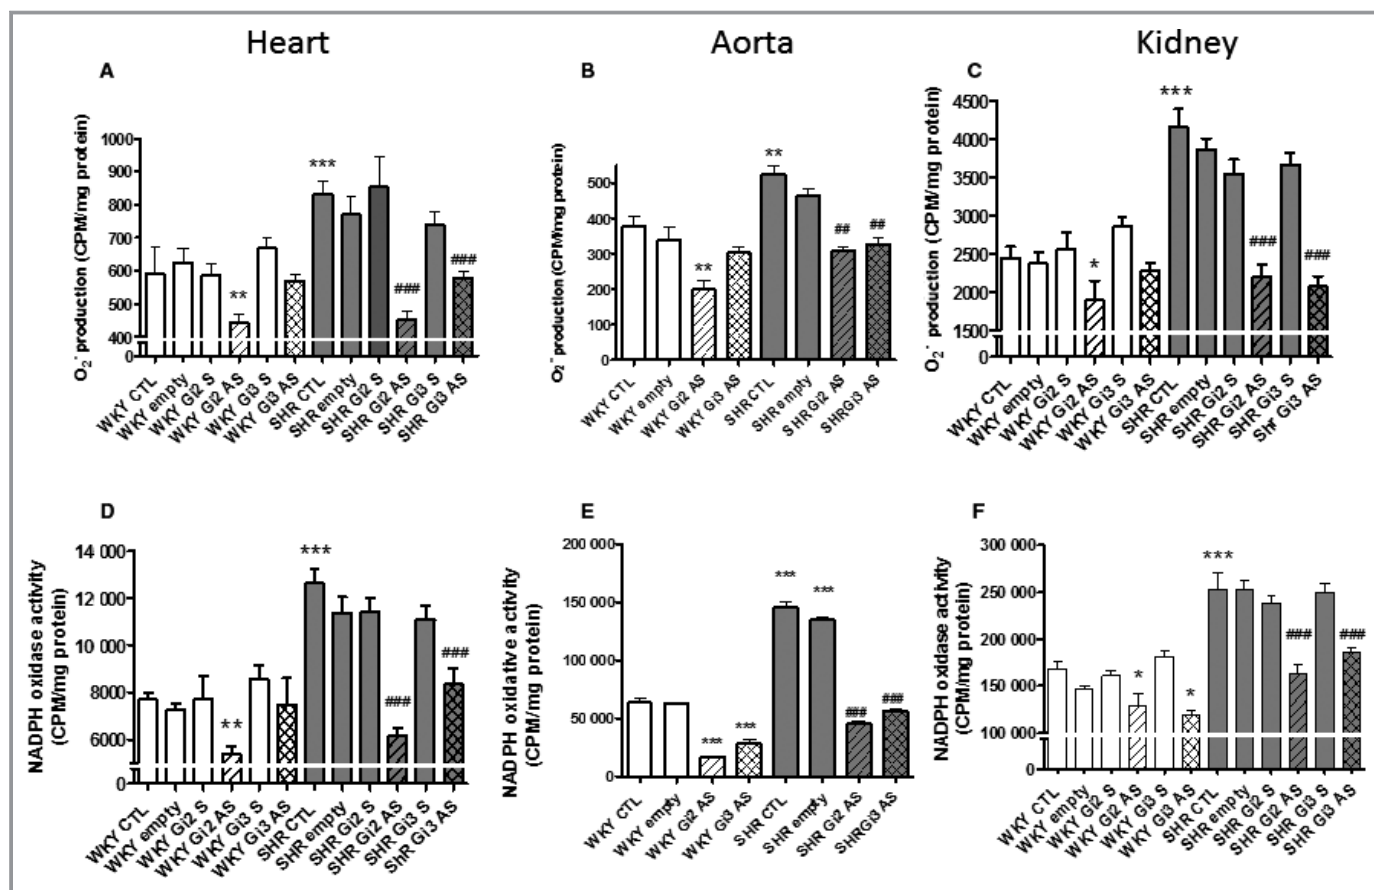 Heart
Aorta
Kidney
A
O2- production (CPM/mg protein)
1000
900
800
700
600
500
400
0
**
***
###
###
WKY CTL
WKY empty
WKY Gi2 S
WKY Gi2 AS
WKY Gi3 S
WKY Gi3 AS
SHR CTL
SHR empty
SHR Gi2 S
SHR Gi2 AS
SHR Gi3 S
SHR Gi3 AS
B
O2- production (CPM/mg protein)
500
400
300
200
100
0
**
**
##
##
WKY CTL
WKY empty
WKY Gi2 AS
WKY Gi3 AS
SHR CTL
SHR empty
SHR Gi2 AS
SHRGi3 AS
C
O2- production (CPM/mg protein)
4500
4000
3500
3000
2500
2000
1500
0
*
***
###
###
WKY CTL
WKY empty
WKY Gi2 S
WKY Gi2 AS
WKY Gi3 S
WKY Gi3 AS
SHR CTL
SHR empty
SHR Gi2 S
SHR Gi2 AS
SHR Gi3 S
Shr Gi3 AS
D
NADPH oxidase activity
(CPM/mg protein)
14 000
12 000
10 000
8000
6000
0
**
***
###
###
WKY CTL
WKY empty
WKY Gi2 S
WKY Gi2 AS
WKY Gi3 S
WKY Gi3 AS
SHR CTL
SHR empty
SHR Gi2 S
SHR Gi2 AS
SHR Gi3 S
ShR Gi3 AS
E
NADPH oxidative activity
(CPM/mg protein)
200 000
150 000
100 000
50 000
0
***
***
***
***
###
###
WKY CTL
WKY empty
WKY Gi2 AS
WKY Gi3 AS
SHR CTL
SHR empty
SHR Gi2 AS
SHRGi3 AS
F
NADPH oxidase activity
(CPM/mg protein)
300 000
250 000
200 000
150 000
100 000
0
*
*
***
###
###
WKY CTL
WKY empty
WKY Gi2 S
WKY Gi2 AS
WKY Gi3 S
WKY Gi3 AS
SHR CTL
SHR empty
SHR Gi2 S
SHR Gi2 AS
SHR Gi3 S
SHR Gi3 AS